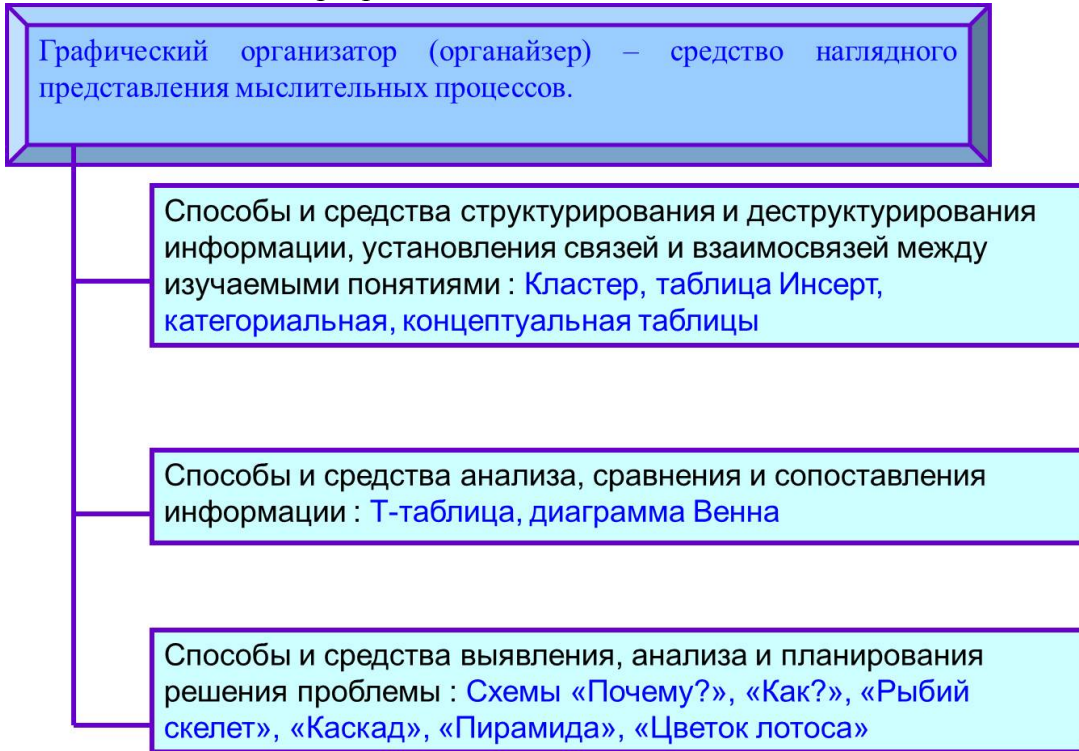 Графический организатор (органайзер) – средство наглядного
представления мыслительных процессов.
Способы и средства структурирования и деструктурирования
информации, установления связей и взаимосвязей между
изучаемыми понятиями : Кластер, таблица Инсерт,
категориальная, концептуальная таблицы
Способы и средства анализа, сравнения и сопоставления
информации : Т-таблица, диаграмма Венна
Способы и средства выявления, анализа и планирования
решения проблемы : Схемы «Почему?», «Как?», «Рыбий
скелет», «Каскад», «Пирамида», «Цветок лотоса»